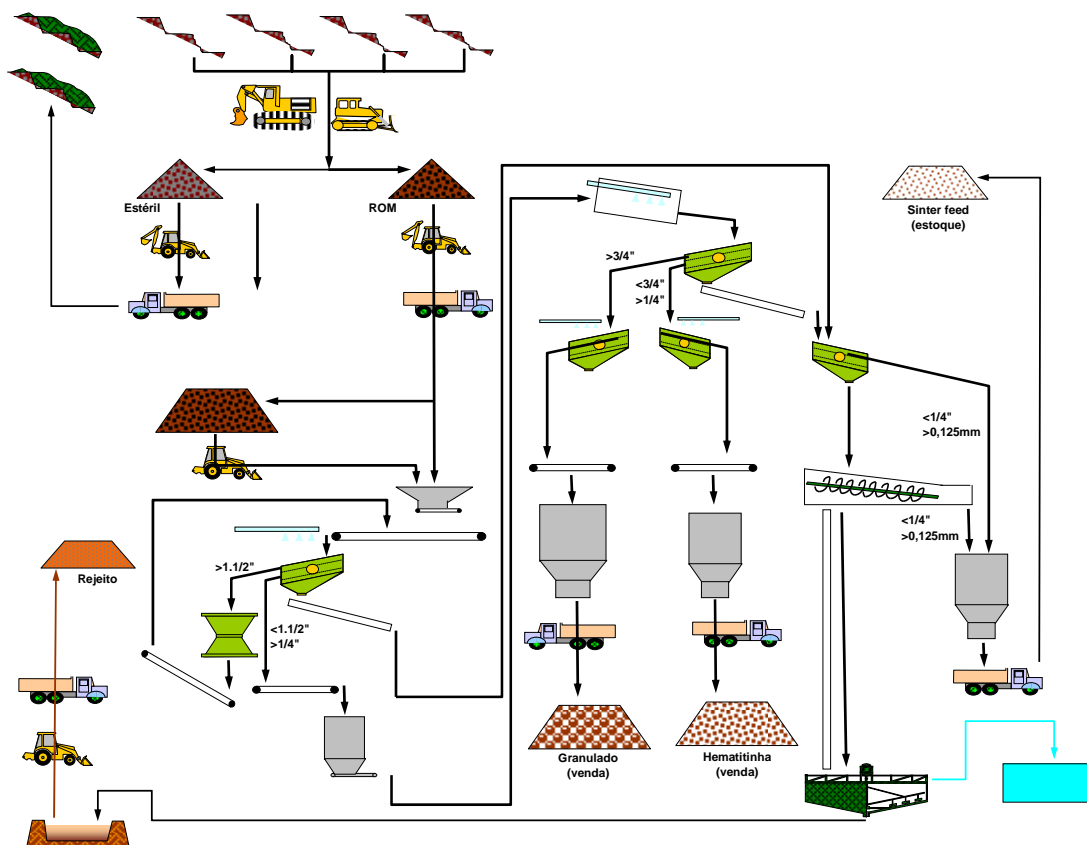 Estéril
ROM
Sinter feed
(estoque)
>3/4"
<3/4"
>1/4"
<1/4"
>0,125mm
<1/4"
>0,125mm
Rejeito
>1.1/2"
<1.1/2"
>1/4"
Granulado
(venda)
Hematitinha
(venda)